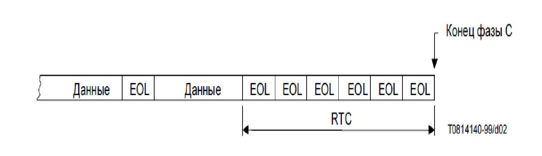 Конец фазы С
Данные EOL Данные EOL EOL EOL EOL EOL EOL
RTC
T0814140-99/d02